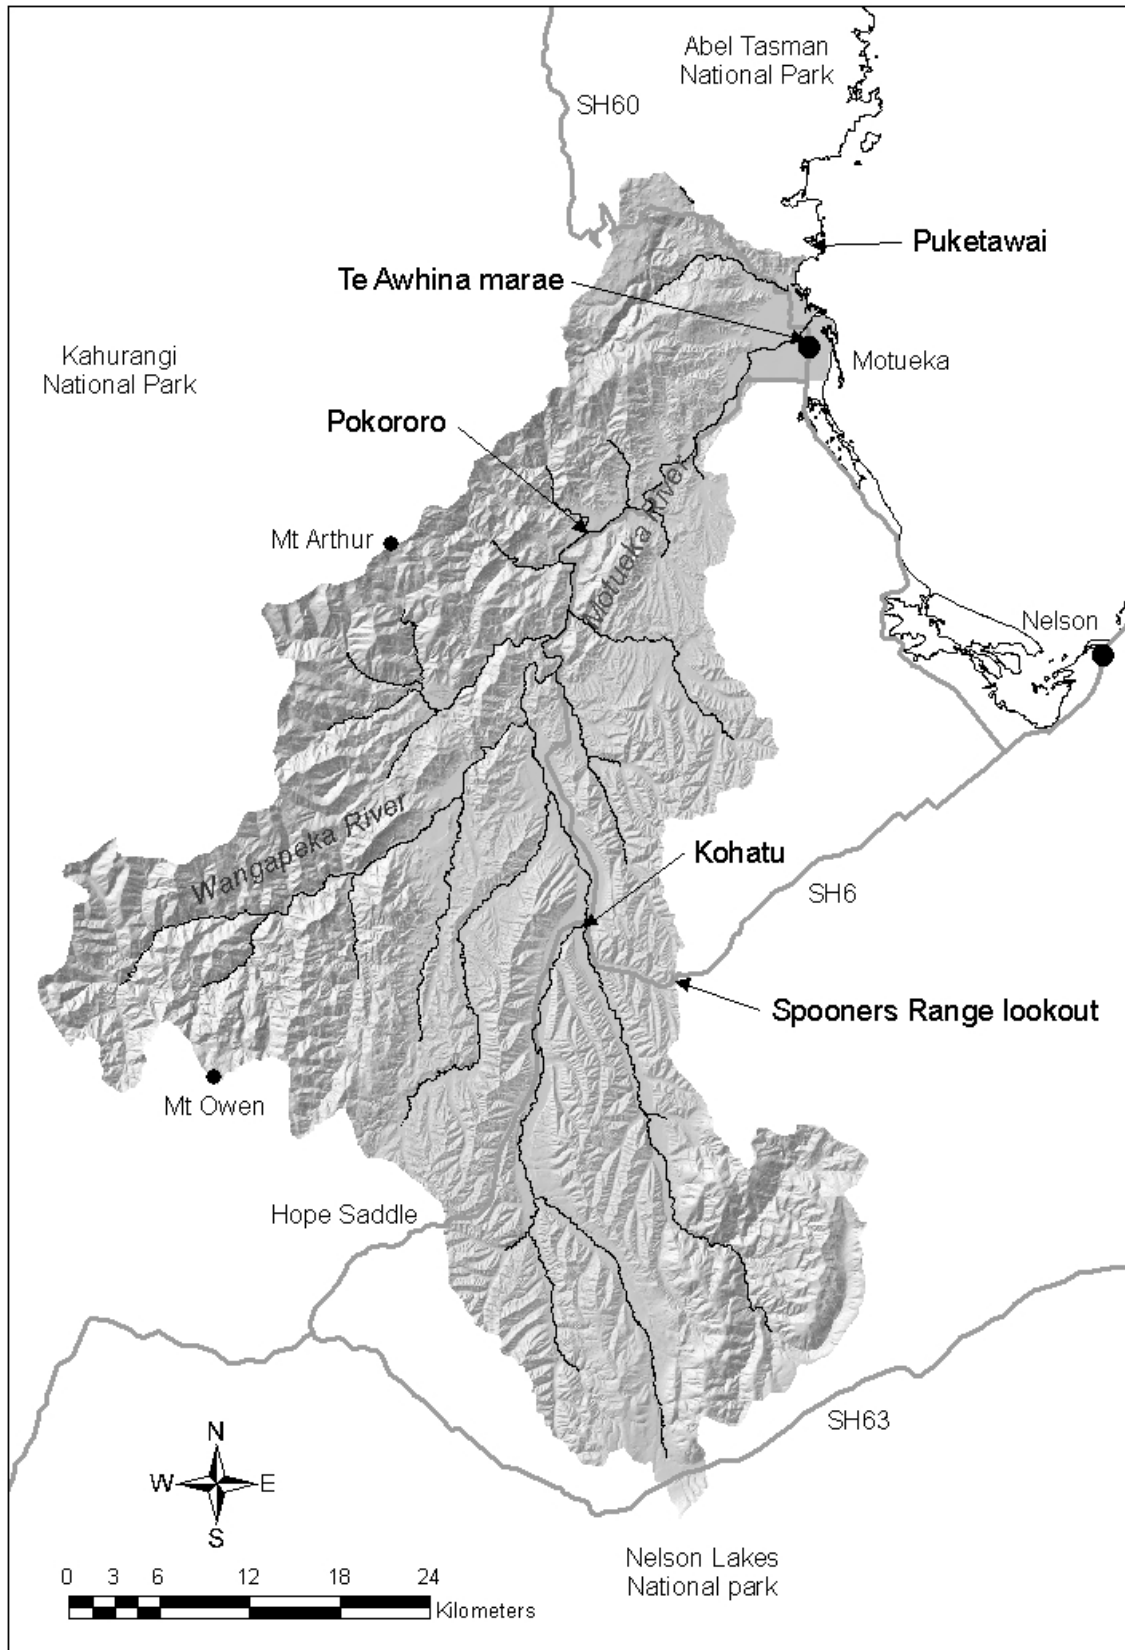 Abel Tasman
National Park
SH60
Puketawai
Te Awhina marae
Kahurangi
National Park
Motueka
Pokororo
Motueka River
Mt Arthur
Nelson
Wangapeka River
Kohatu
SH6
Spooners Range lookout
Mt Owen
Hope Saddle
SH63
N
W E
S
Nelson Lakes
National park
0 3 6 12 18 24
Kilometers